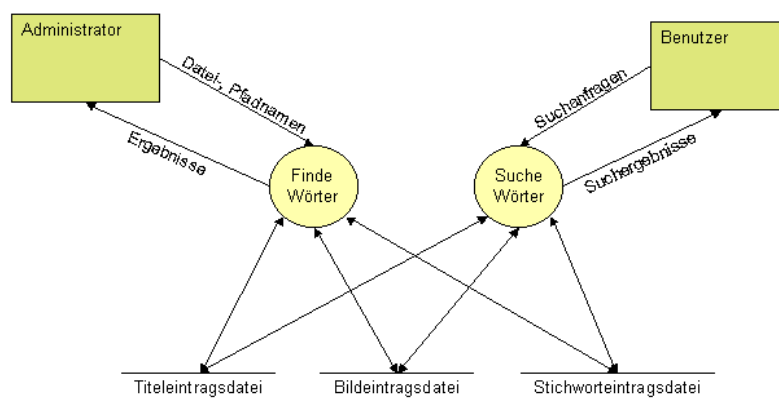 Administrator
Benutzer
Datei-, Pfadnamen
Suchanfragen
Ergebnisse
Suchergebnisse
Finde
Wörter
Suche
Wörter
Titeleintragsdatei
Bildeintragsdatei
Stichworteintragsdatei